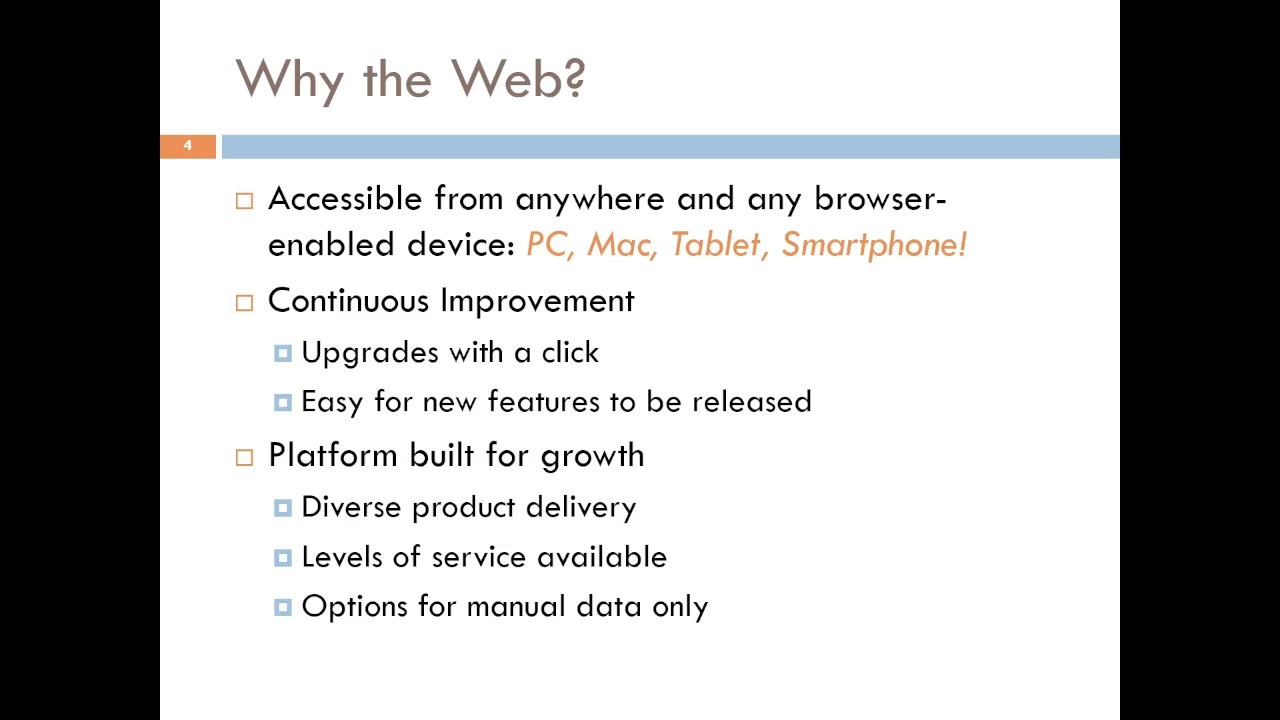 Why the Web?
4
Accessible from anywhere and any browser-
enabled device: PC, Mac, Tablet, Smartphone!
Continuous Improvement
Upgrades with a click
Easy for new features to be released
Platform built for growth
Diverse product delivery
Levels of service available
Options for manual data only